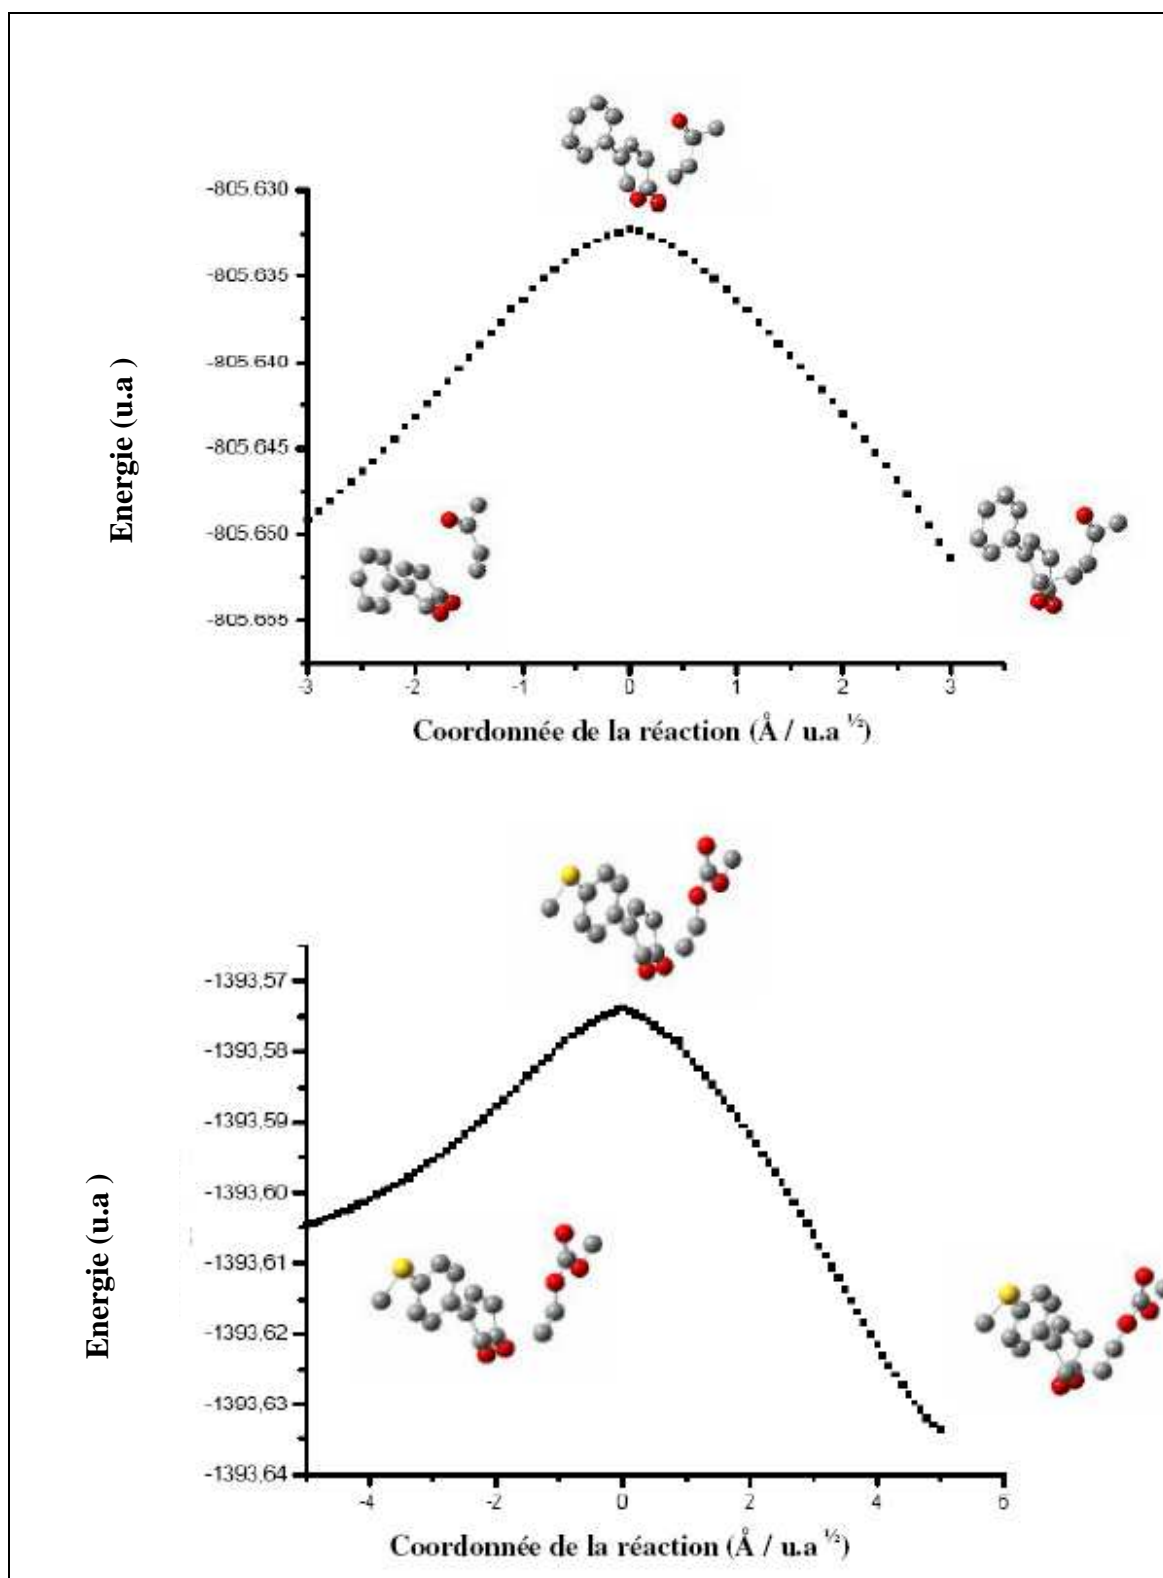 -805.630
-805.635
-805.640
-805.645
-805.650
-805.655
Energie (u.a )
-3 -2 -1 0 1 2 3
Coordonnée de la réaction (Å / u.a ½)
-1393,57
-1393,58
-1393,59
-1393,60
-1393,61
-1393,62
-1393,63
-1393,64
Energie (u.a )
-4 -2 0 2 4 6
Coordonnée de la réaction (Å / u.a ½)